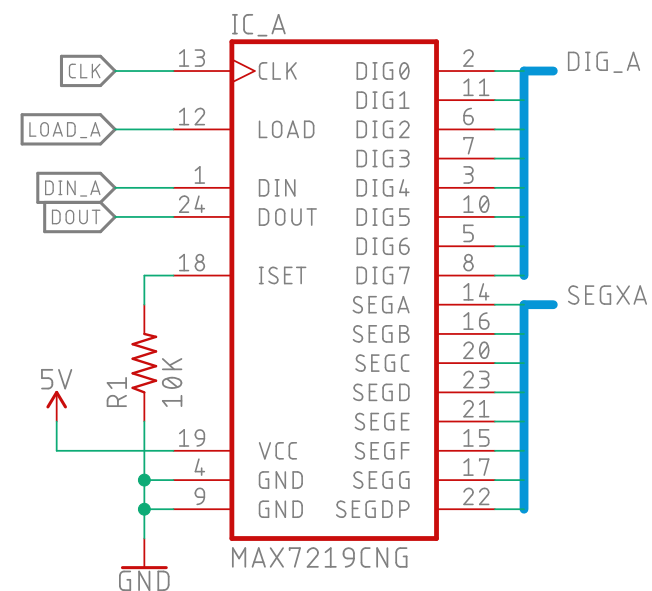 IC_A
CLK 13 CLK DIG0 2 DIG_A
DIG1 11
LOAD_A 12 LOAD DIG2 6
DIG3 7
DIN_A 1 DIN DIG4 3
DOUT 24 DOUT DIG5 10
DIG6 5
18 ISET DIG7 8
SEGA 14 SEGXA
SEGB 16
SEGC 20
5V R1 10K SEGD 23
SEGE 21
19 VCC SEGF 15
4 GND SEGG 17
9 GND SEGDP 22
GND MAX7219CNG